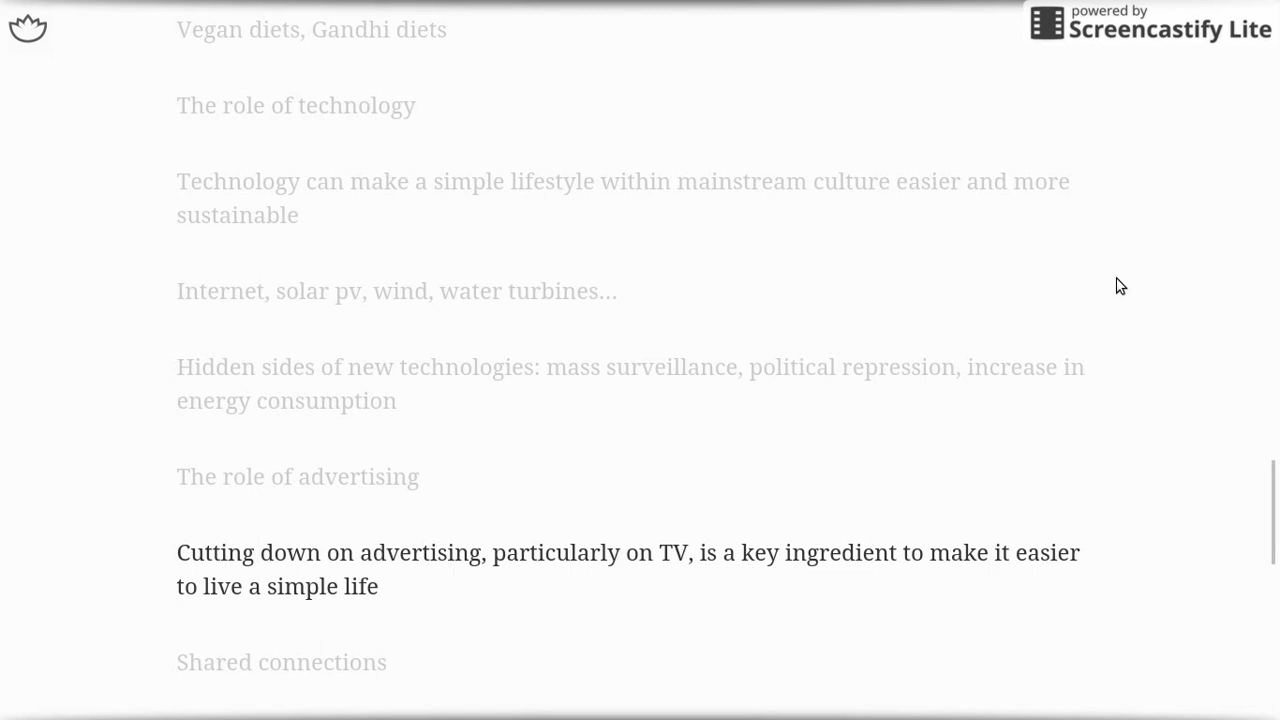 Vegan diets, Gandhi diets
powered by
Screencastify Lite
The role of technology
Technology can make a simple lifestyle within mainstream culture easier and more
sustainable
Internet, solar pv, wind, water turbines...
Hidden sides of new technologies: mass surveillance, political repression, increase in
energy consumption
The role of advertising
Cutting down on advertising, particularly on TV, is a key ingredient to make it easier
to live a simple life
Shared connections